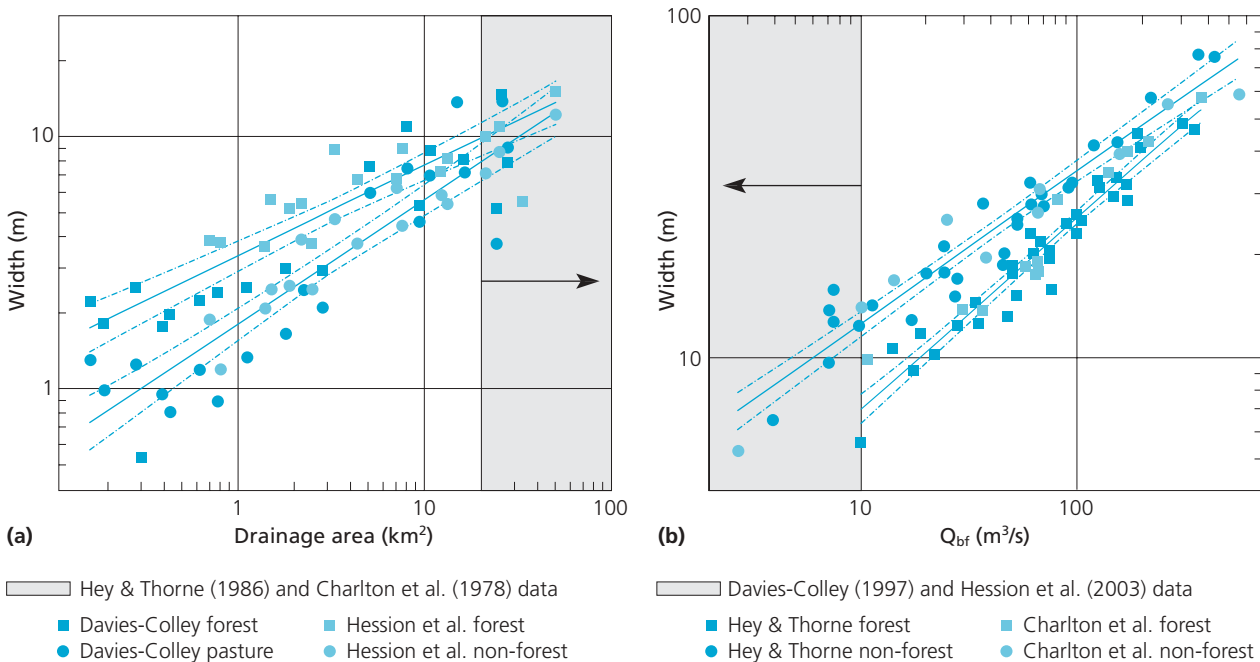 10
1
Width (m)
1
10
100
(a)
Drainage area (km²)
Hey & Thorne (1986) and Charlton et al. (1978) data
Davies-Colley forest
Hession et al. forest
Davies-Colley pasture
Hession et al. non-forest
100
10
Width (m)
10
100
(b)
Qbf (m³/s)
Davies-Colley (1997) and Hession et al. (2003) data
Hey & Thorne forest
Charlton et al. forest
Hey & Thorne non-forest
Charlton et al. non-forest